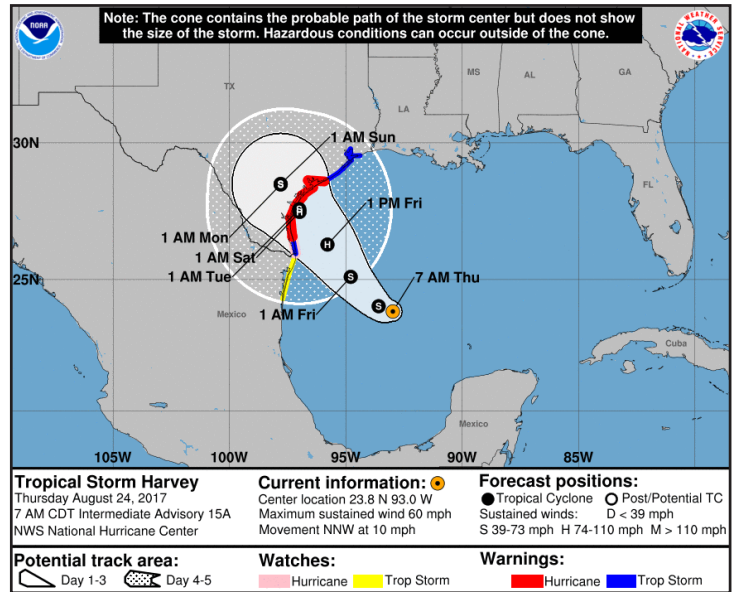 Note: The cone contains the probable path of the storm center but does not show
the size of the storm. Hazardous conditions can occur outside of the cone.
NOAA
NATIONAL WEATHER SERVICE
MS
AL
GA
TX
LA
30N
1 AM Sun
FL
1 PM Fri
1 AM Mon
1 AM Sat
1 AM Tue
7 AM Thu
25N
Mexico
1 AM Fri
S
H
S
H
S
S
Cuba
Mexico
105W
100W
95W
90W
85W
Tropical Storm Harvey
Thursday August 24, 2017
7 AM CDT Intermediate Advisory 15A
NWS National Hurricane Center
Current information:
Center location 23.8 N 93.0 W
Maximum sustained wind 60 mph
Movement NNW at 10 mph
Forecast positions:
Tropical Cyclone Post/Potential TC
Sustained winds: D < 39 mph
S 39-73 mph H 74-110 mph M > 110 mph
Potential track area:
Day 1-3 Day 4-5
Watches:
Hurricane Trop Storm
Warnings:
Hurricane Trop Storm